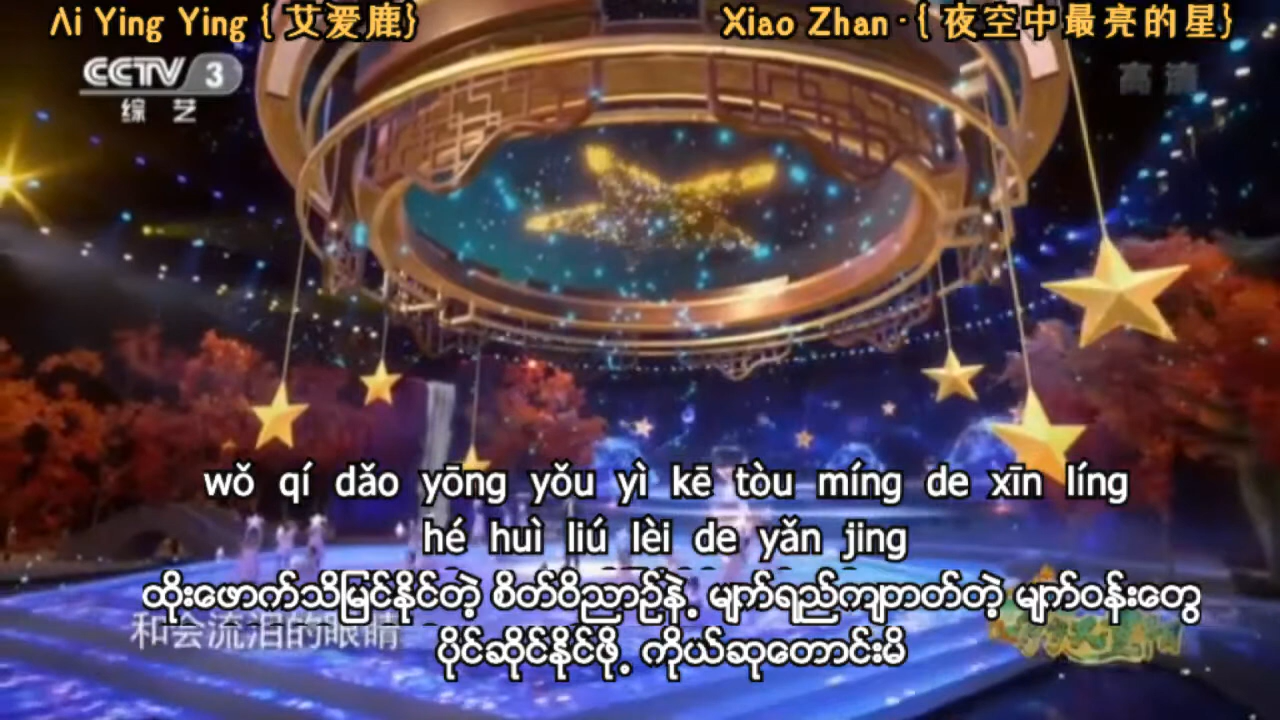 Ai Ying Ying { 艾爱鹿}
Xiao Zhan · { 夜空中最亮的星}
CCTV 3
综艺
高清
wǒ qí dǎo yōng yǒu yì kē tòu míng de xīn líng
hé huì liú lèi de yǎn jing
ထိုးဖောက်သိမြင်နိုင်တဲ့ စိတ်ဝိညာဉ်နဲ့ မျက်ရည်ကျတတ်တဲ့ မျက်ဝန်းတွေ
和会流泪的眼睛
ပိုင်ဆိုင်နိုင်ဖို့ ကိုယ်ဆုတောင်းမိ